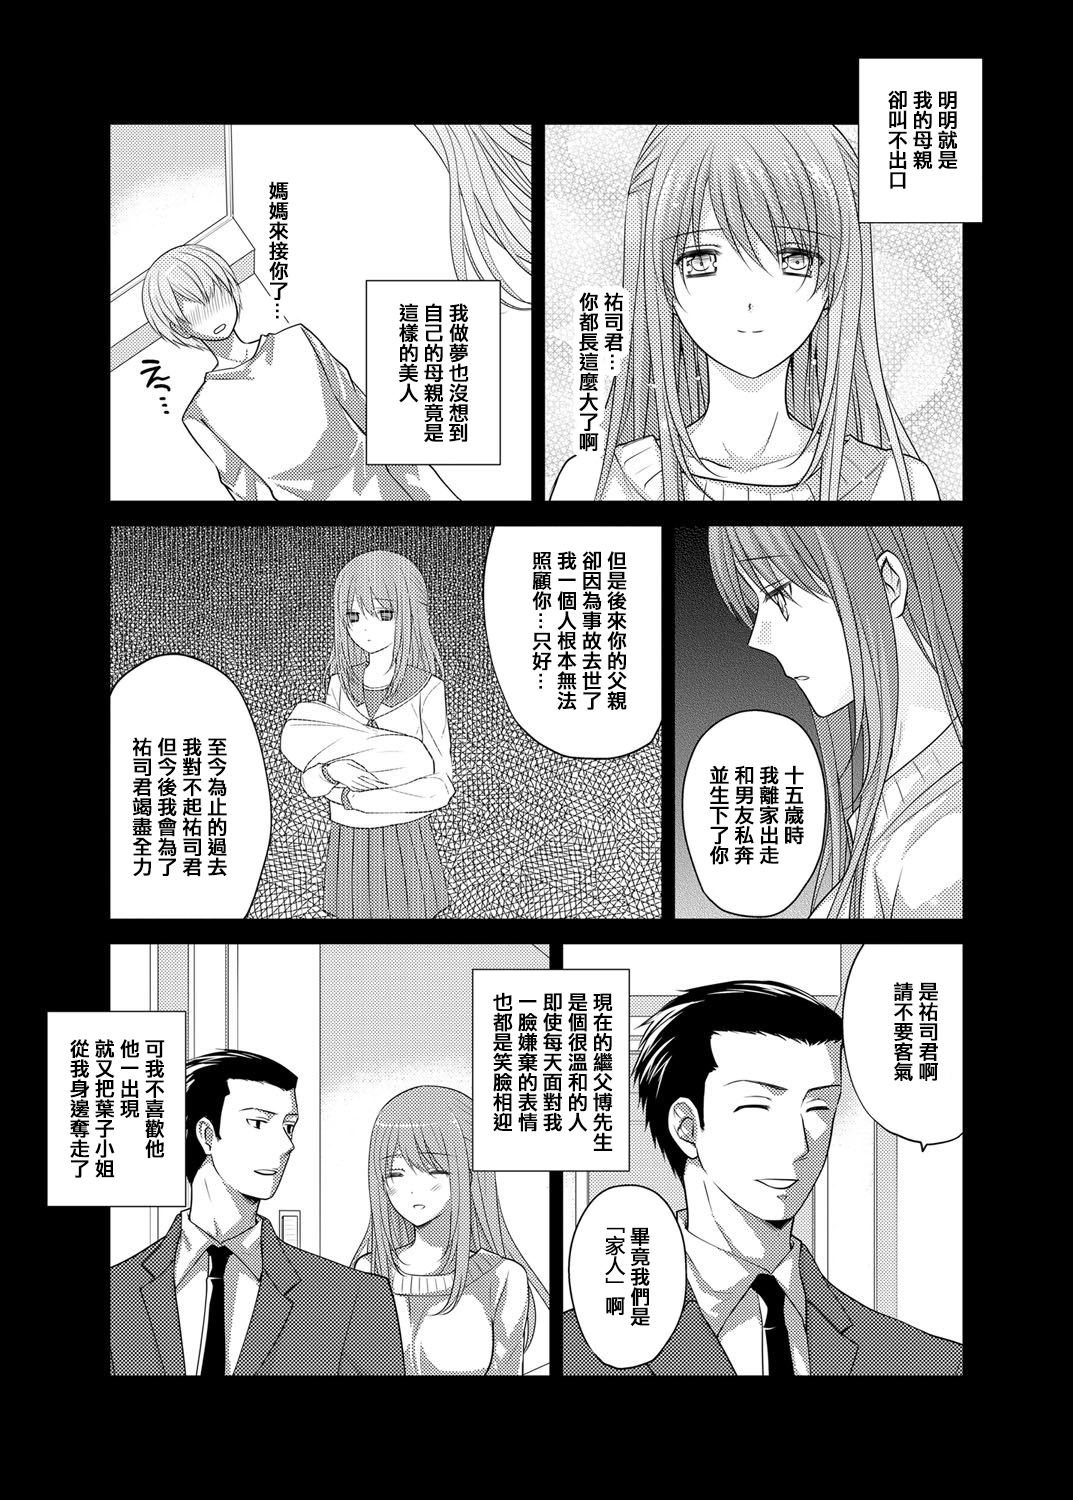 明明就是
我的母親
卻叫不出口
祐司君…
你都長這麼大了啊
媽媽來接你了…
我做夢也沒想到
自己的母親竟是
這樣的美人
十五歲時
我離家出走
和男友私奔
並生下了你
但是後來你的父親
卻因為事故去世了
我一個人根本無法
照顧你…只好…
至今為止的過去
我對不起祐司君
但今後我會為了
祐司君竭盡全力
是祐司君啊
請不要客氣
畢竟我們是
「家人」啊
現在的繼父博先生
是個很溫和的人
即使每天面對我
一臉嫌棄的表情
也都是笑臉相迎
可我不喜歡他
他一出現
就又把葉子小姐
從我身邊奪走了